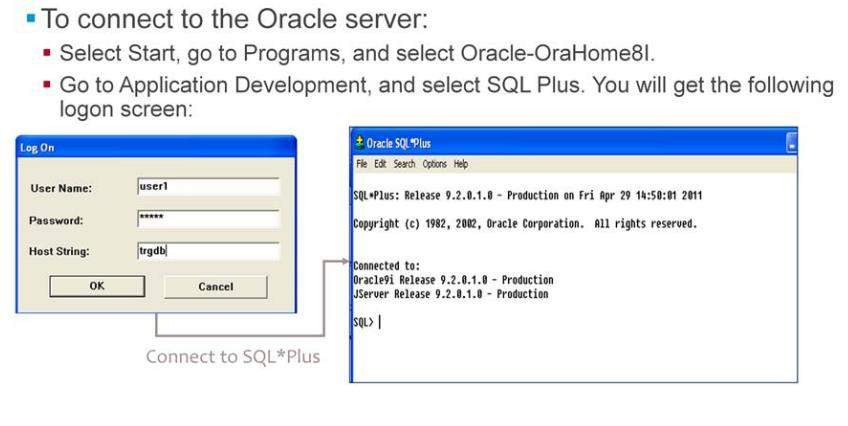 To connect to the Oracle server:
Select Start, go to Programs, and select Oracle-OraHome8I.
Go to Application Development, and select SQL Plus. You will get the following
logon screen:
Log On
User Name: user1
Password: *****
Host String: trgdb
OK Cancel
Connect to SQL*Plus
Oracle SQL*Plus
File Edit Search Options Help
SQL*Plus: Release 9.2.0.1.0 - Production on Fri Apr 29 14:50:01 2011
Copyright (c) 1982, 2002, Oracle Corporation. All rights reserved.
Connected to:
Oracle9i Release 9.2.0.1.0 - Production
JServer Release 9.2.0.1.0 - Production
SQL>